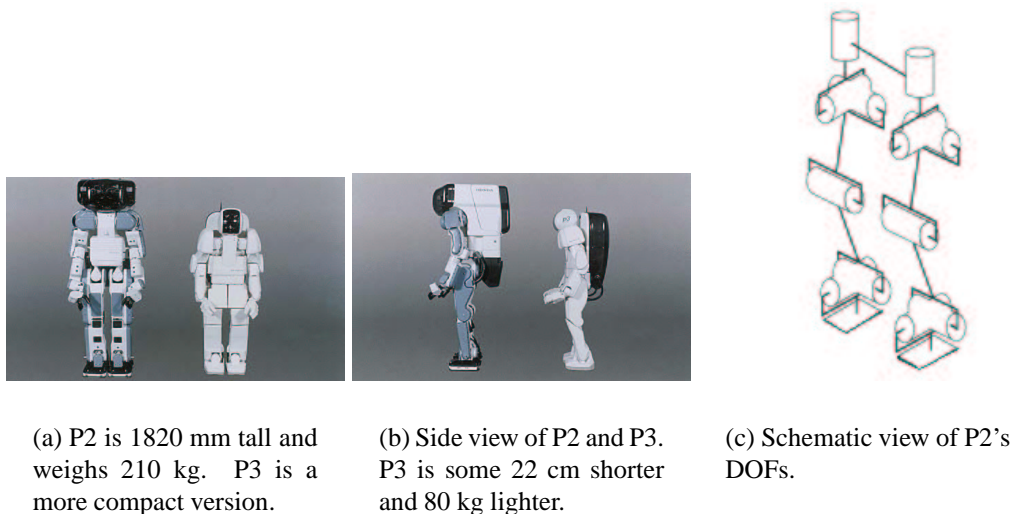 (a) P2 is 1820 mm tall and
weighs 210 kg. P3 is a
more compact version.
(b) Side view of P2 and P3.
P3 is some 22 cm shorter
and 80 kg lighter.
(c) Schematic view of P2's
DOFs.